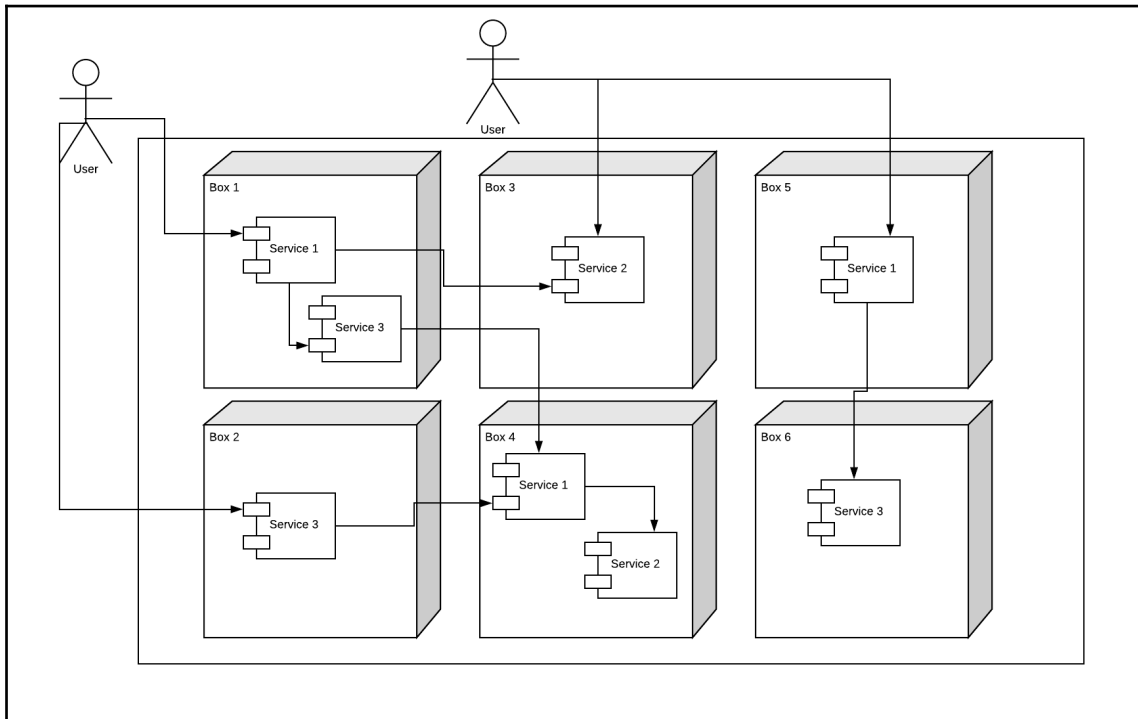 User
User
Box 1
Box 3
Box 5
Service 1
Service 2
Service 1
Service 3
Box 2
Box 4
Box 6
Service 1
Service 3
Service 3
Service 2